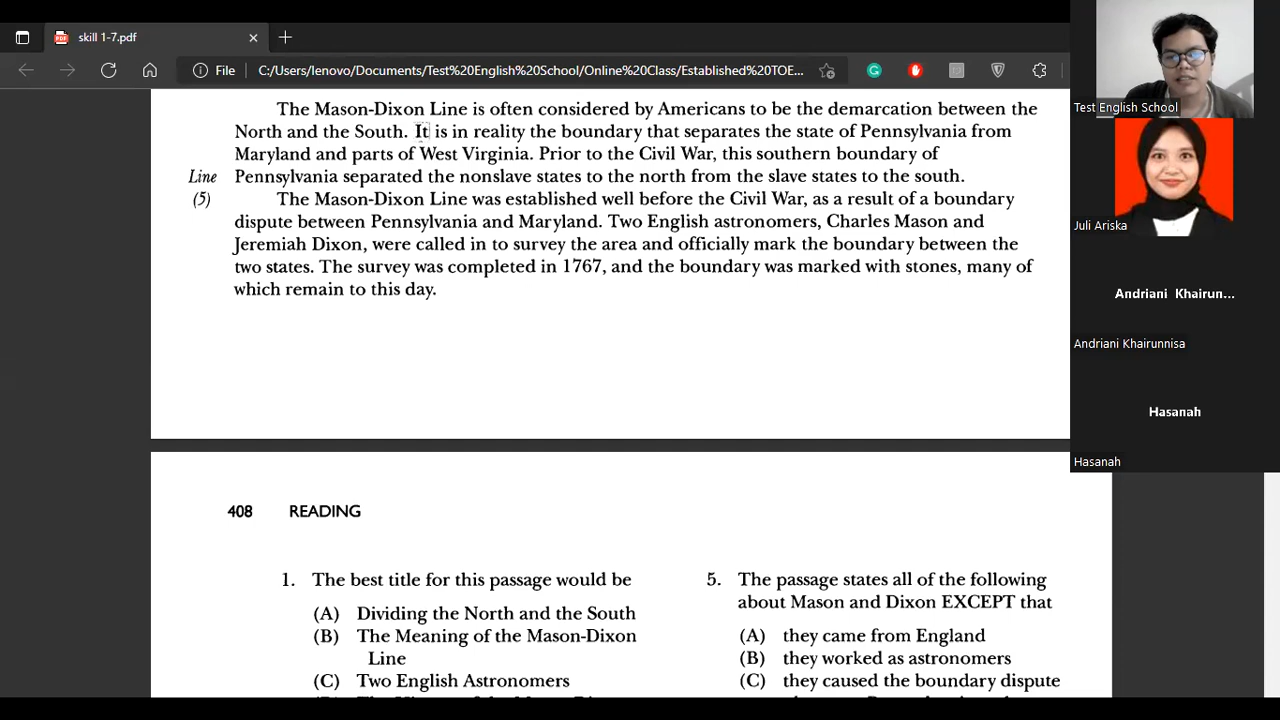 skill 1-7.pdf
File
C:/Users/lenovo/Documents/Test%20English%20School/Online%20Class/Established%20TOE...
The Mason-Dixon Line is often considered by Americans to be the demarcation between the
North and the South. It is in reality the boundary that separates the state of Pennsylvania from
Maryland and parts of West Virginia. Prior to the Civil War, this southern boundary of
Line Pennsylvania separated the nonslave states to the north from the slave states to the south.
(5) The Mason-Dixon Line was established well before the Civil War, as a result of a boundary
dispute between Pennsylvania and Maryland. Two English astronomers, Charles Mason and
Jeremiah Dixon, were called in to survey the area and officially mark the boundary between the
two states. The survey was completed in 1767, and the boundary was marked with stones, many of
which remain to this day.
408 READING
1. The best title for this passage would be
(A) Dividing the North and the South
(B) The Meaning of the Mason-Dixon
Line
(C) Two English Astronomers
5. The passage states all of the following
about Mason and Dixon EXCEPT that
(A) they came from England
(B) they worked as astronomers
(C) they caused the boundary dispute
Test English School
Juli Ariska
Andriani Khairun...
Andriani Khairunnisa
Hasanah
Hasanah